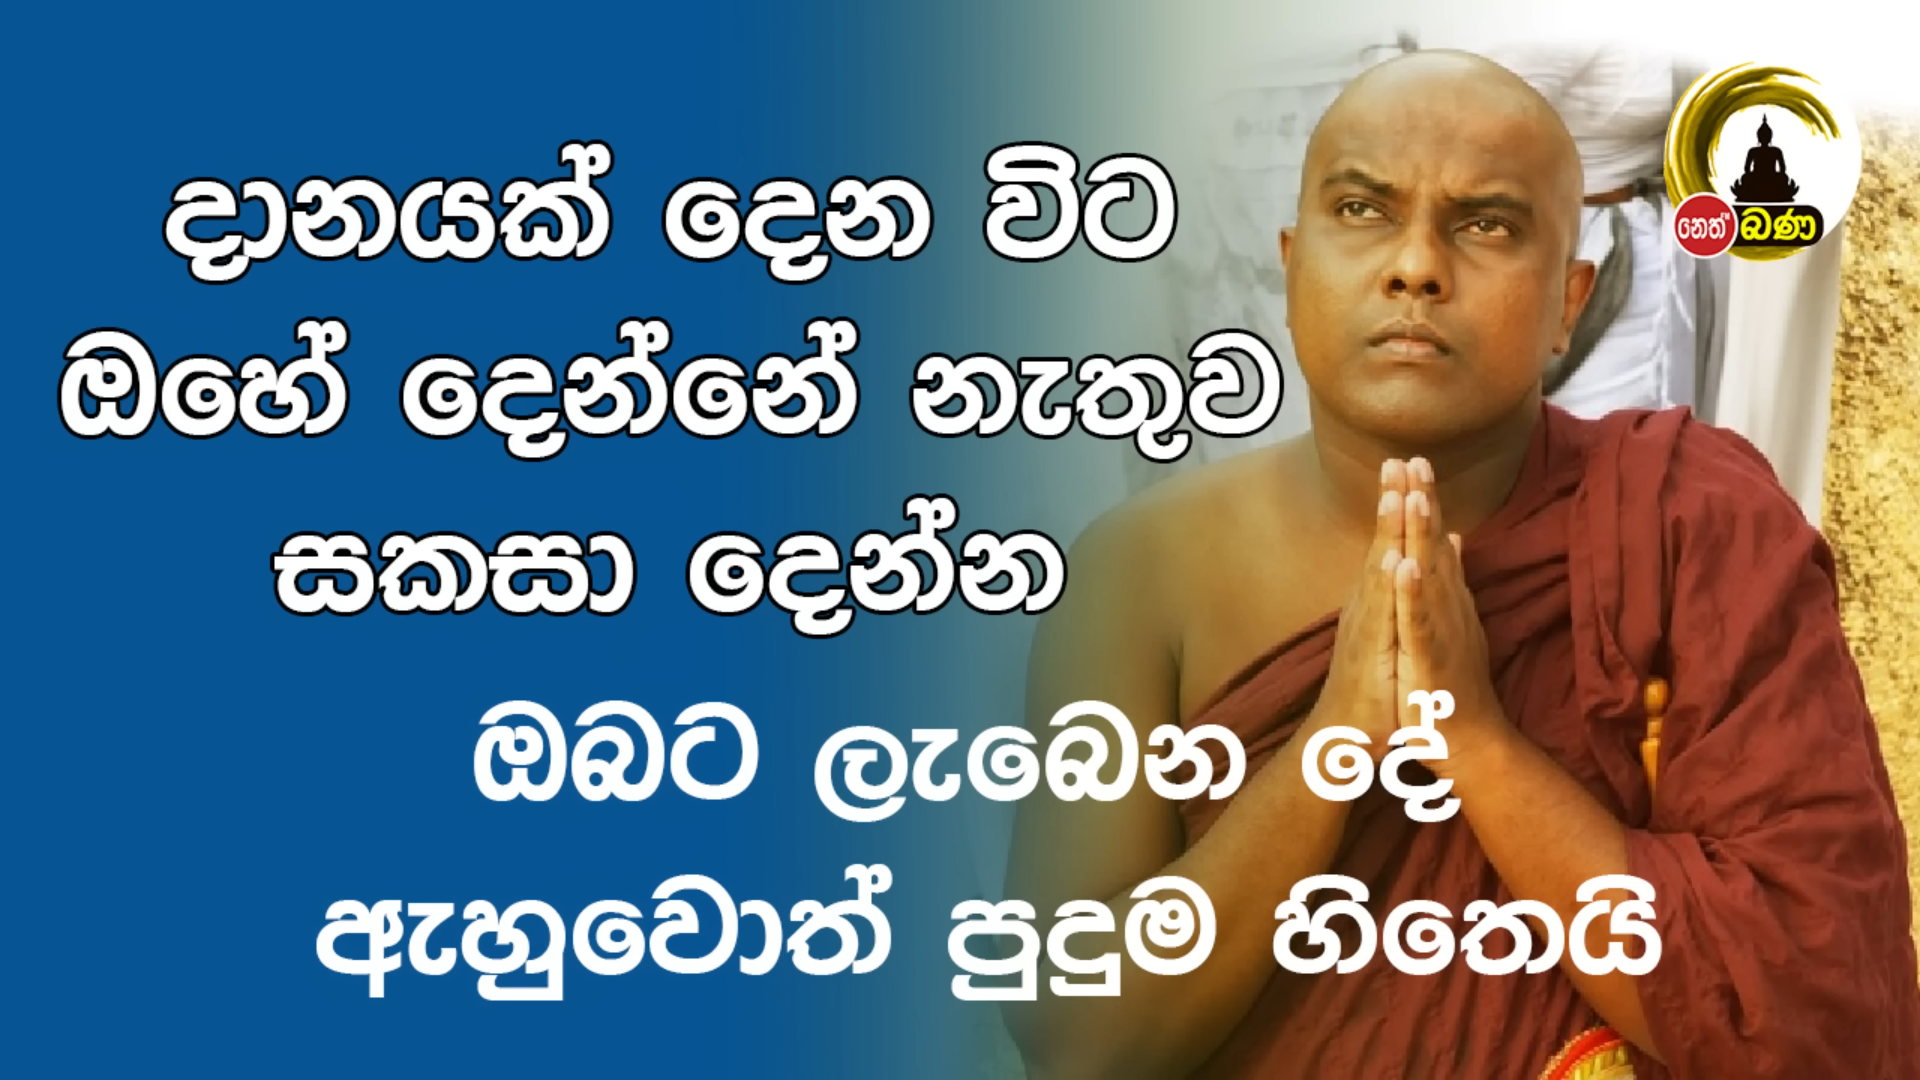 දානයක් දෙන විට
ඔහේ දෙන්නේ නැතුව
සකසා දෙන්න
ඔබට ලැබෙන දේ
ඇහුවොත් පුදුම හිතෙයි
නෙත් බණ